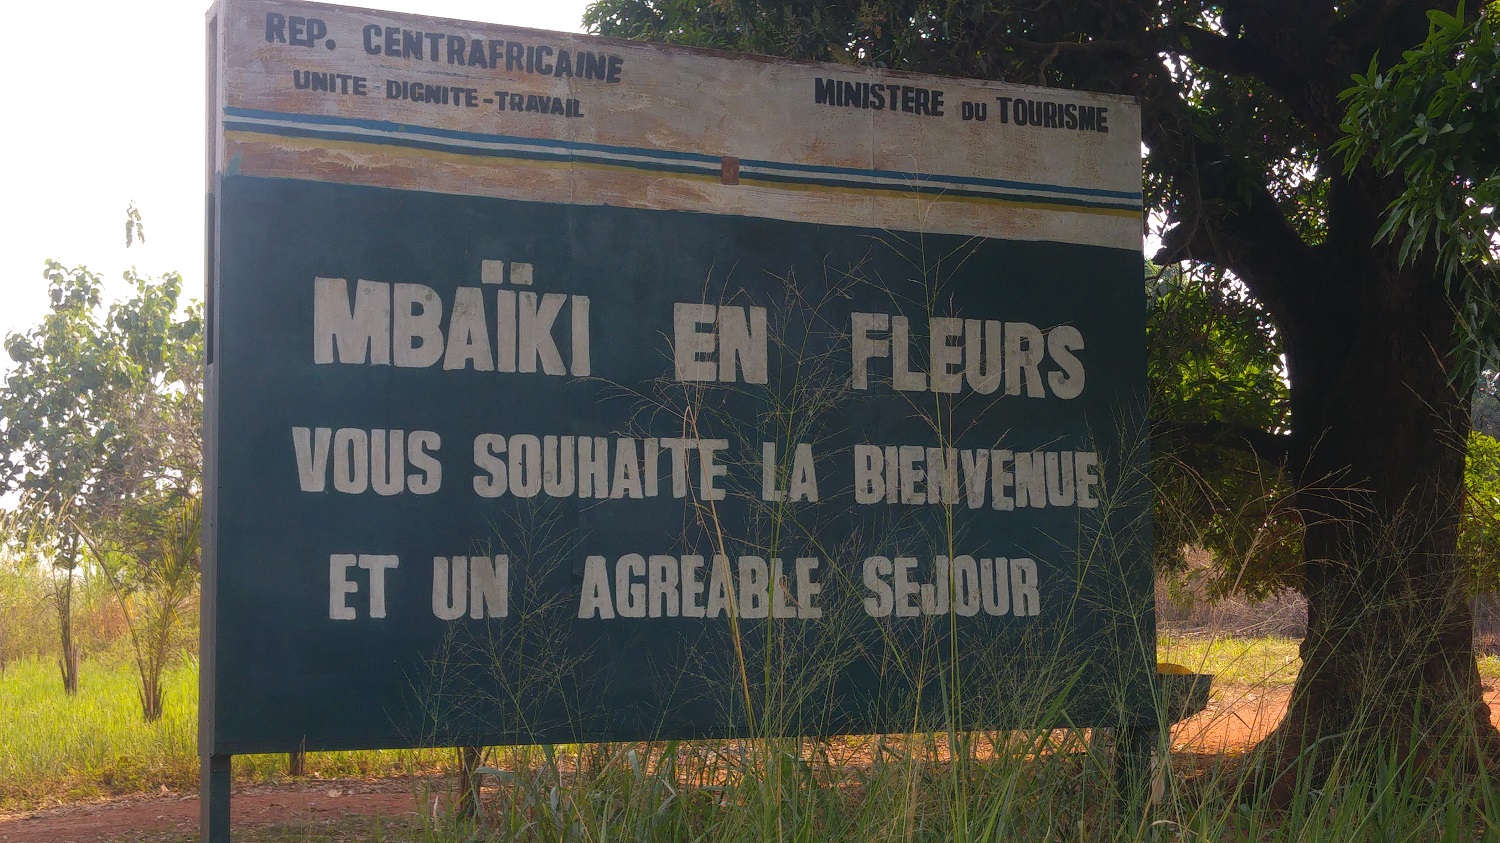 REP. CENTRAFRICAINE
UNITE - DIGNITE - TRAVAIL
MINISTERE DU TOURISME
MBAÏKI EN FLEURS
VOUS SOUHAITE LA BIENVENUE
ET UN AGREABLE SEJOUR